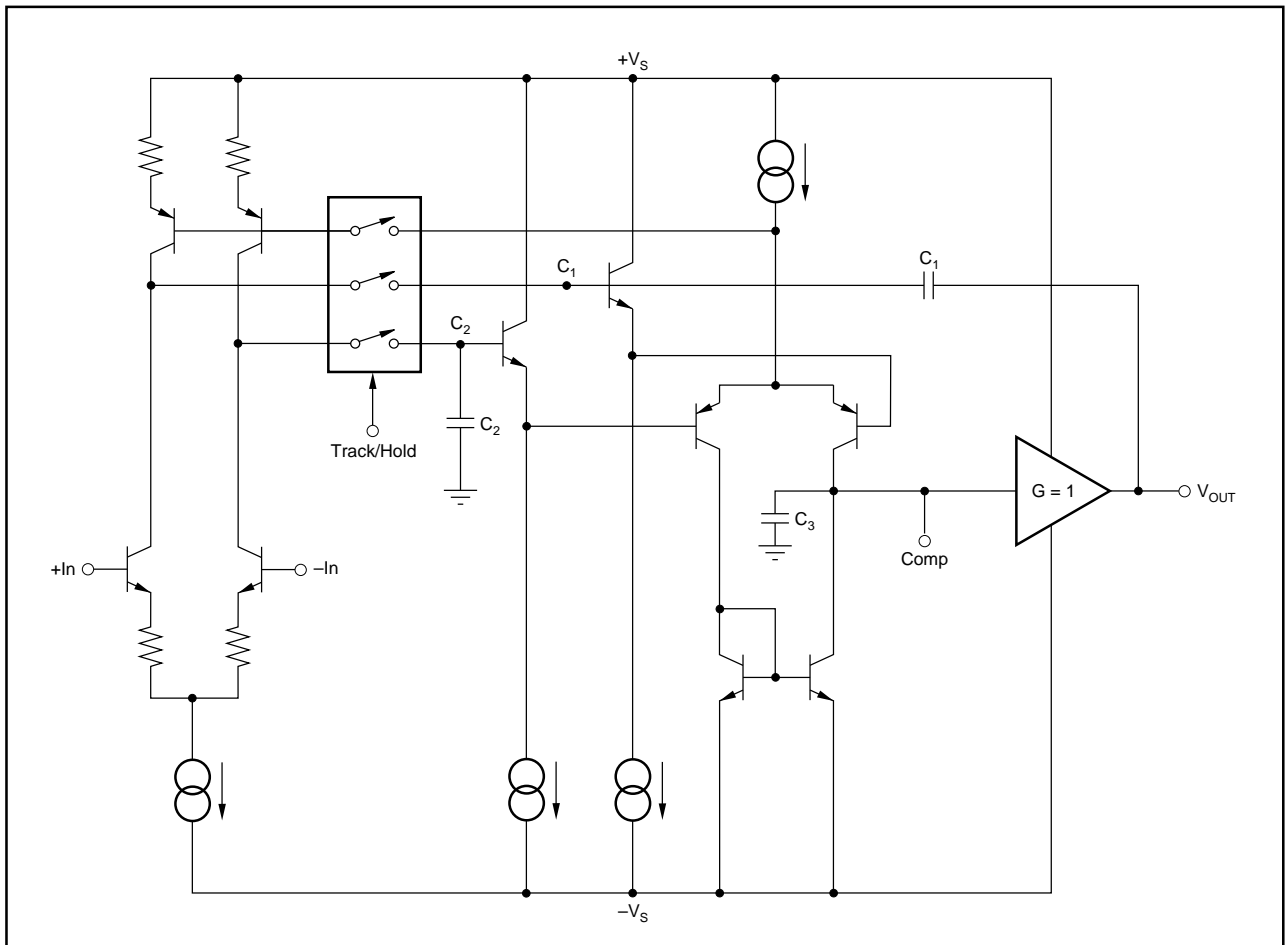 +V_S
C_1
C_1
C_2
C_2
Track/Hold
C_3
G = 1
V_OUT
Comp
+In
–In
–V_S